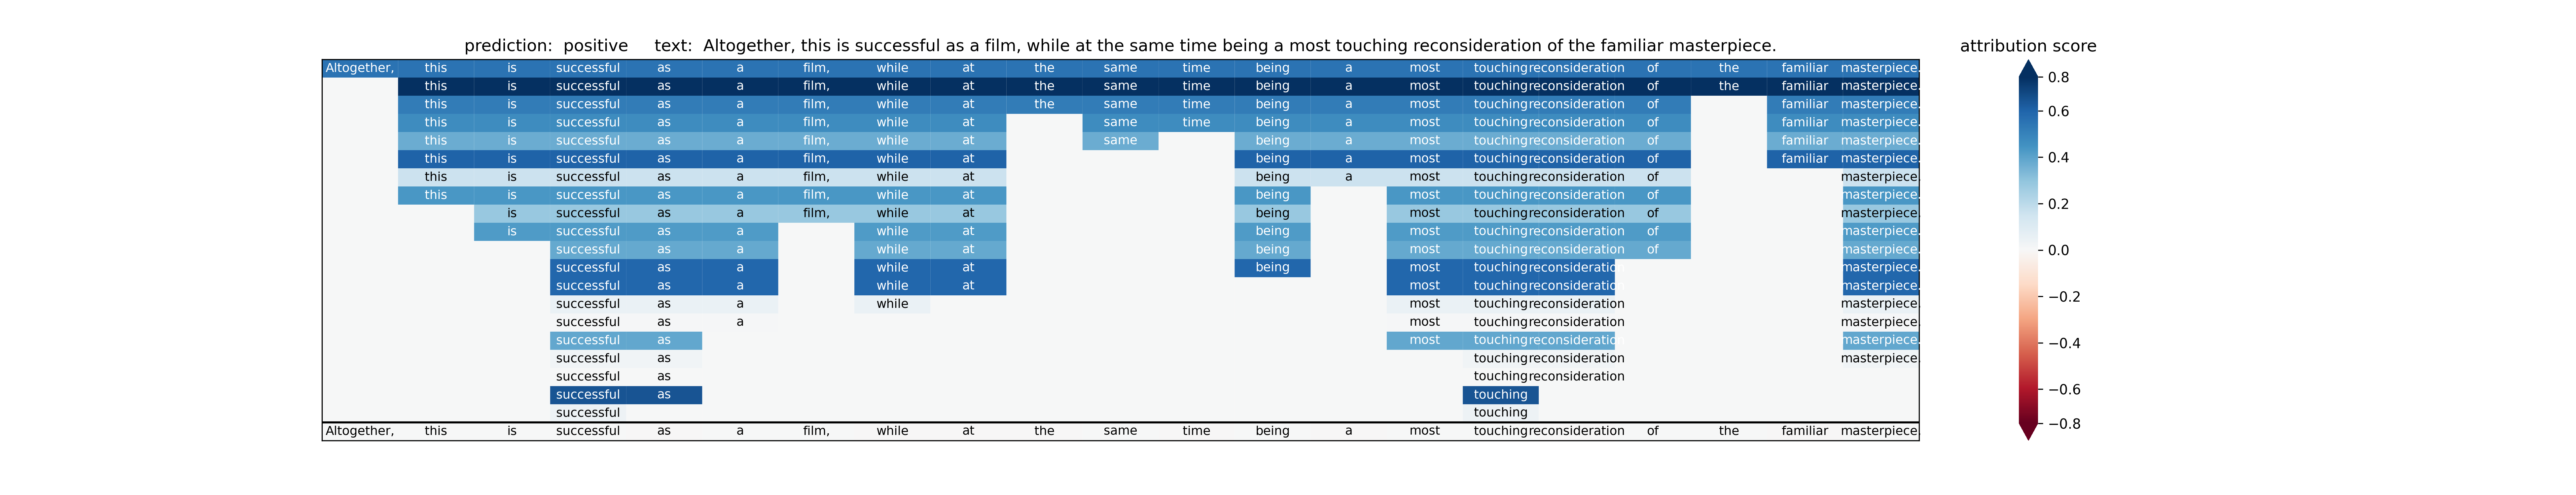 prediction: positive text: Altogether, this is successful as a film, while at the same time being a most touching reconsideration of the familiar masterpiece.
attribution score
Altogether, this is successful as a film, while at the same time being a most touching reconsideration of the familiar masterpiece.
this is successful as a film, while at the same time being a most touching reconsideration of the familiar masterpiece.
this is successful as a film, while at the same time being a most touching reconsideration of familiar masterpiece.
this is successful as a film, while at same time being a most touching reconsideration of familiar masterpiece.
this is successful as a film, while at same being a most touching reconsideration of familiar masterpiece.
this is successful as a film, while at being a most touching reconsideration of familiar masterpiece.
this is successful as a film, while at being a most touching reconsideration of masterpiece.
this is successful as a film, while at being most touching reconsideration of masterpiece.
is successful as a film, while at being most touching reconsideration of masterpiece.
is successful as a while at being most touching reconsideration of masterpiece.
successful as a while at being most touching reconsideration of masterpiece.
successful as a while at being most touching reconsideratio masterpiece.
successful as a while at most touching reconsideratio masterpiece.
successful as a while most touching reconsideration masterpiece.
successful as a most touching reconsideration masterpiece.
successful as most touching reconsideratio masterpiece.
successful as touching reconsideration masterpiece.
successful as touching reconsideration
successful as touching
successful touching
Altogether, this is successful as a film, while at the same time being a most touching reconsideration of the familiar masterpiece.
0.8
0.6
0.4
0.2
0.0
−0.2
−0.4
−0.6
−0.8